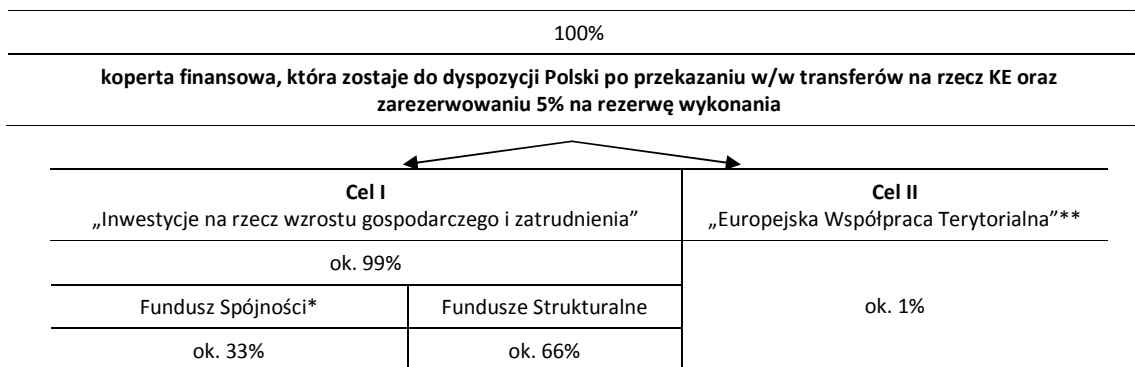 100%
koperta finansowa, która zostaje do dyspozycji Polski po przekazaniu w/w transferów na rzecz KE oraz
zarezerwowaniu 5% na rezerwę wykonania
Cel I
„Inwestycje na rzecz wzrostu gospodarczego i zatrudnienia”
Cel II
„Europejska Współpraca Terytorialna”**
ok. 99%
Fundusz Spójności*
Fundusze Strukturalne
ok. 1%
ok. 33%
ok. 66%